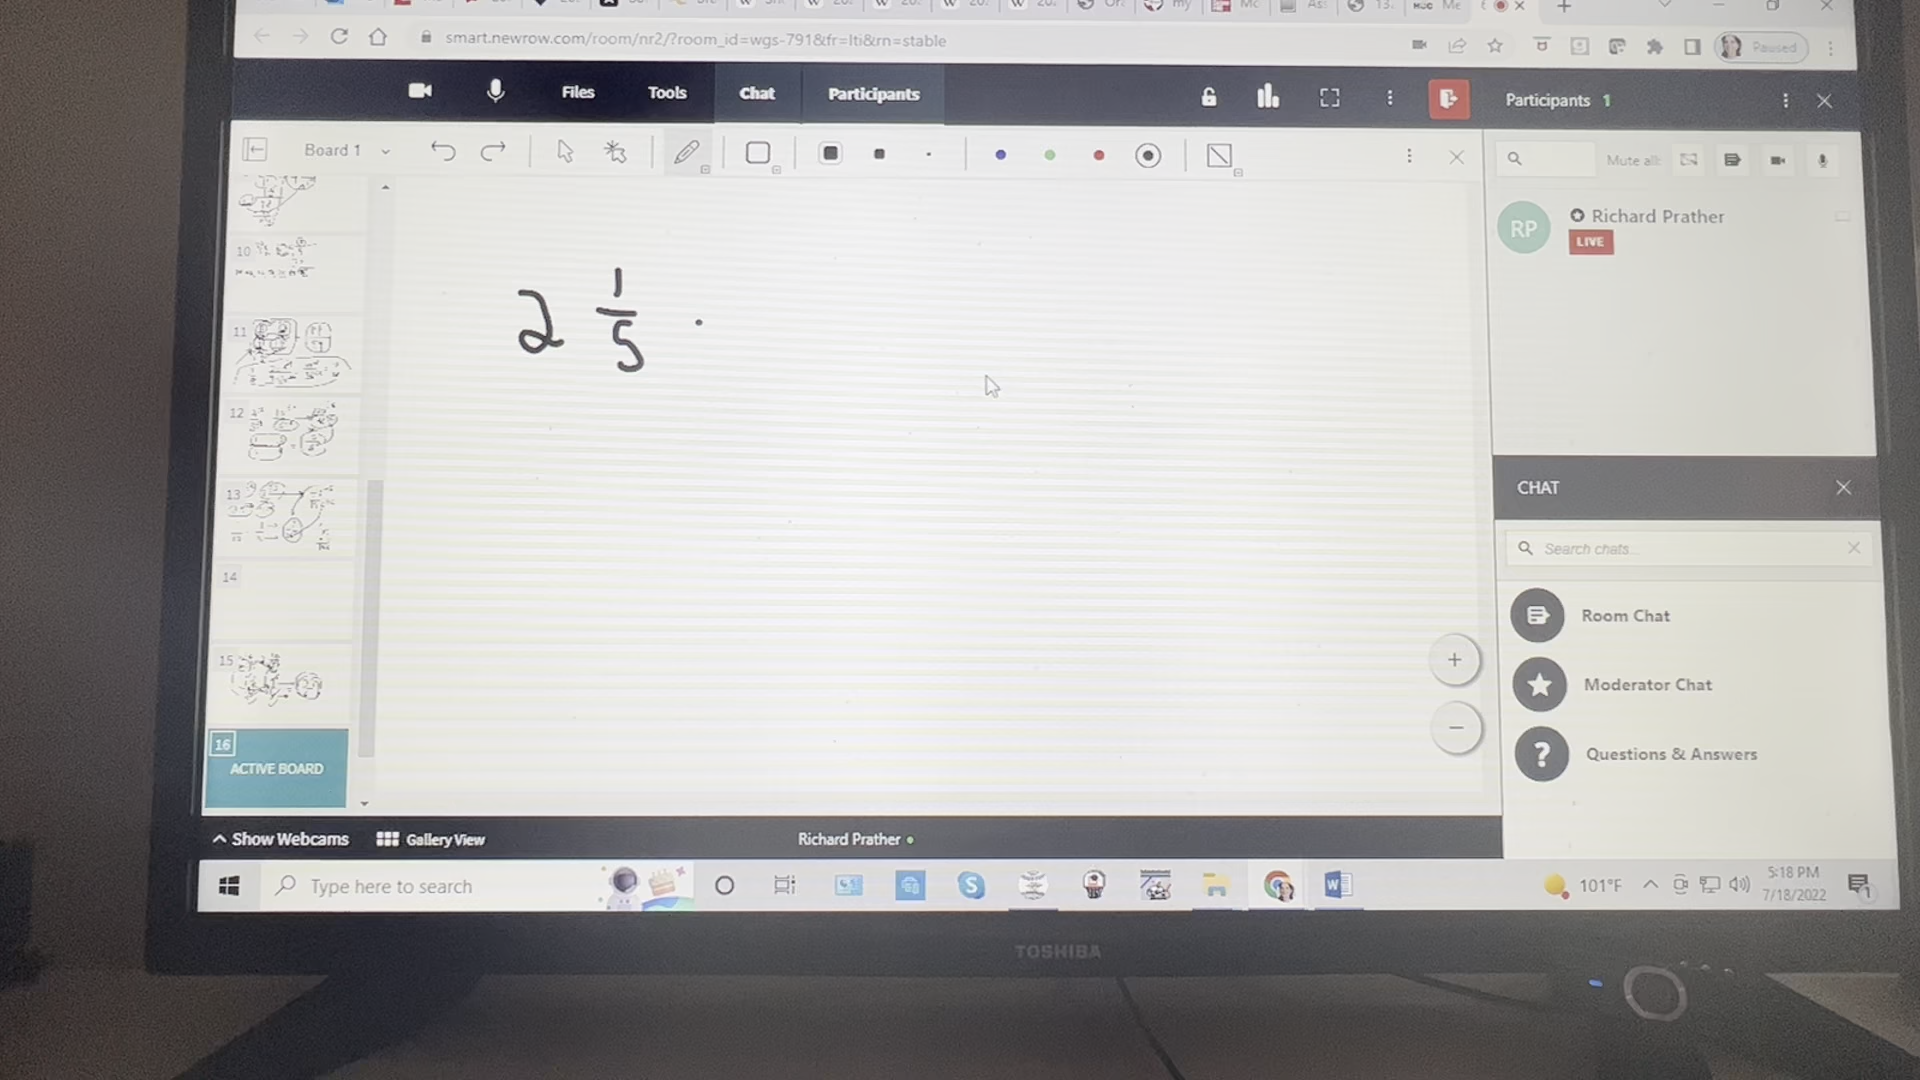 smart.newrow.com/room/nr2/?room_id=wgs-791&fr=lti&rn=stable
Paused
Files Tools Chat Participants
Participants 1
Board 1
Mute all:
RP
Richard Prather
LIVE
2 1/5 ·
10
11
12
13
14
15
16
ACTIVE BOARD
CHAT
Search chats...
Room Chat
Moderator Chat
? Questions & Answers
Show Webcams Gallery View Richard Prather
Type here to search
101°F
5:18 PM
7/18/2022
1
TOSHIBA